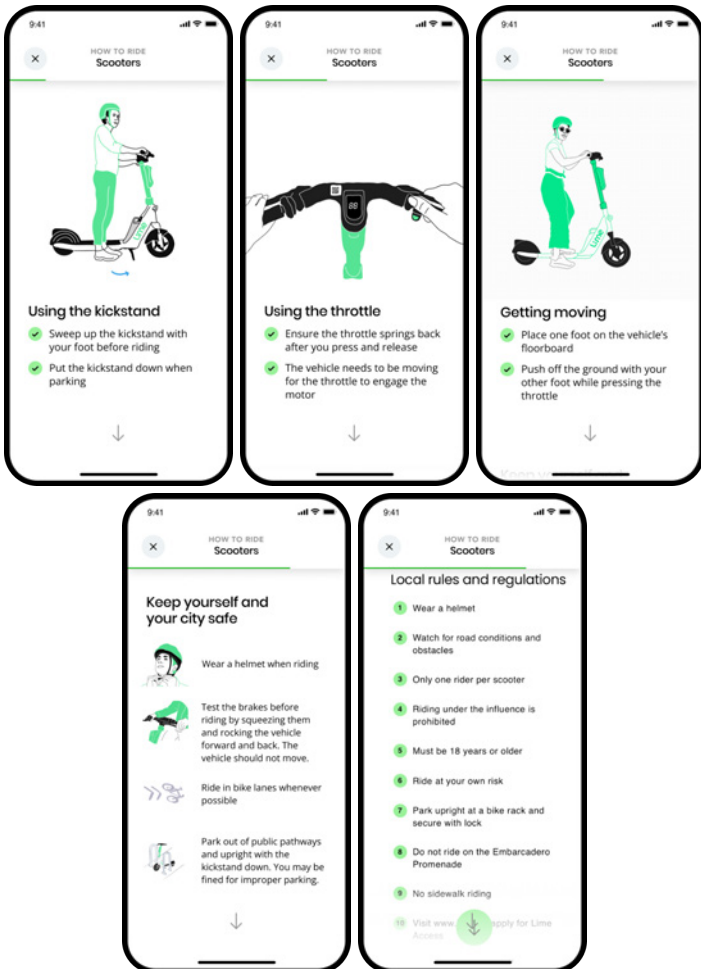 9:41
HOW TO RIDE
Scooters
Lime
Using the kickstand
Sweep up the kickstand with
your foot before riding
Put the kickstand down when
parking
9:41
HOW TO RIDE
Scooters
88
Using the throttle
Ensure the throttle springs back
after you press and release
The vehicle needs to be moving
for the throttle to engage the
motor
9:41
HOW TO RIDE
Scooters
Lime
Getting moving
Place one foot on the vehicle's
floorboard
Push off the ground with your
other foot while pressing the
throttle
9:41
HOW TO RIDE
Scooters
Keep yourself and
your city safe
Wear a helmet when riding
Test the brakes before
riding by squeezing them
and rocking the vehicle
forward and back. The
vehicle should not move.
Ride in bike lanes whenever
possible
Park out of public pathways
and upright with the
kickstand down. You may be
fined for improper parking.
9:41
HOW TO RIDE
Scooters
Local rules and regulations
1 Wear a helmet
2 Watch for road conditions and
obstacles
3 Only one rider per scooter
4 Riding under the influence is
prohibited
5 Must be 18 years or older
6 Ride at your own risk
7 Park upright at a bike rack and
secure with lock
8 Do not ride on the Embarcadero
Promenade
9 No sidewalk riding
10 Visit www. apply for Lime
Access